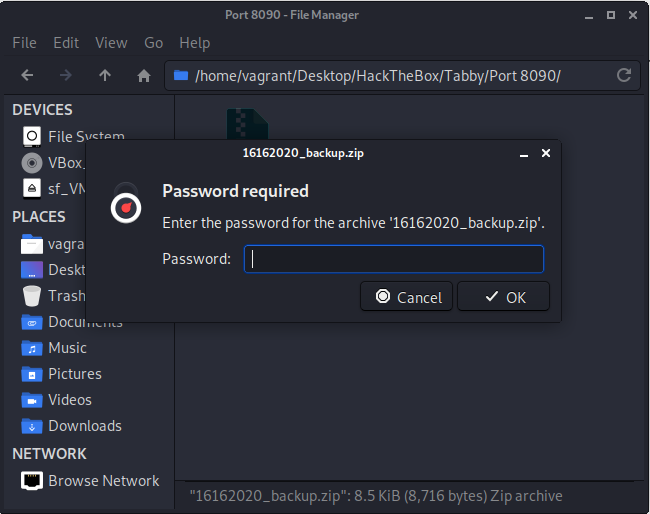 Port 8090 - File Manager
File Edit View Go Help
/home/vagrant/Desktop/HackTheBox/Tabby/Port 8090/
DEVICES
File System
VBox_
sf_VM
PLACES
vagran
Deskt
Trash
Documents
Music
Pictures
Videos
Downloads
NETWORK
Browse Network
16162020_backup.zip
Password required
Enter the password for the archive '16162020_backup.zip'.
Password:
Cancel OK
"16162020_backup.zip": 8.5 KiB (8,716 bytes) Zip archive